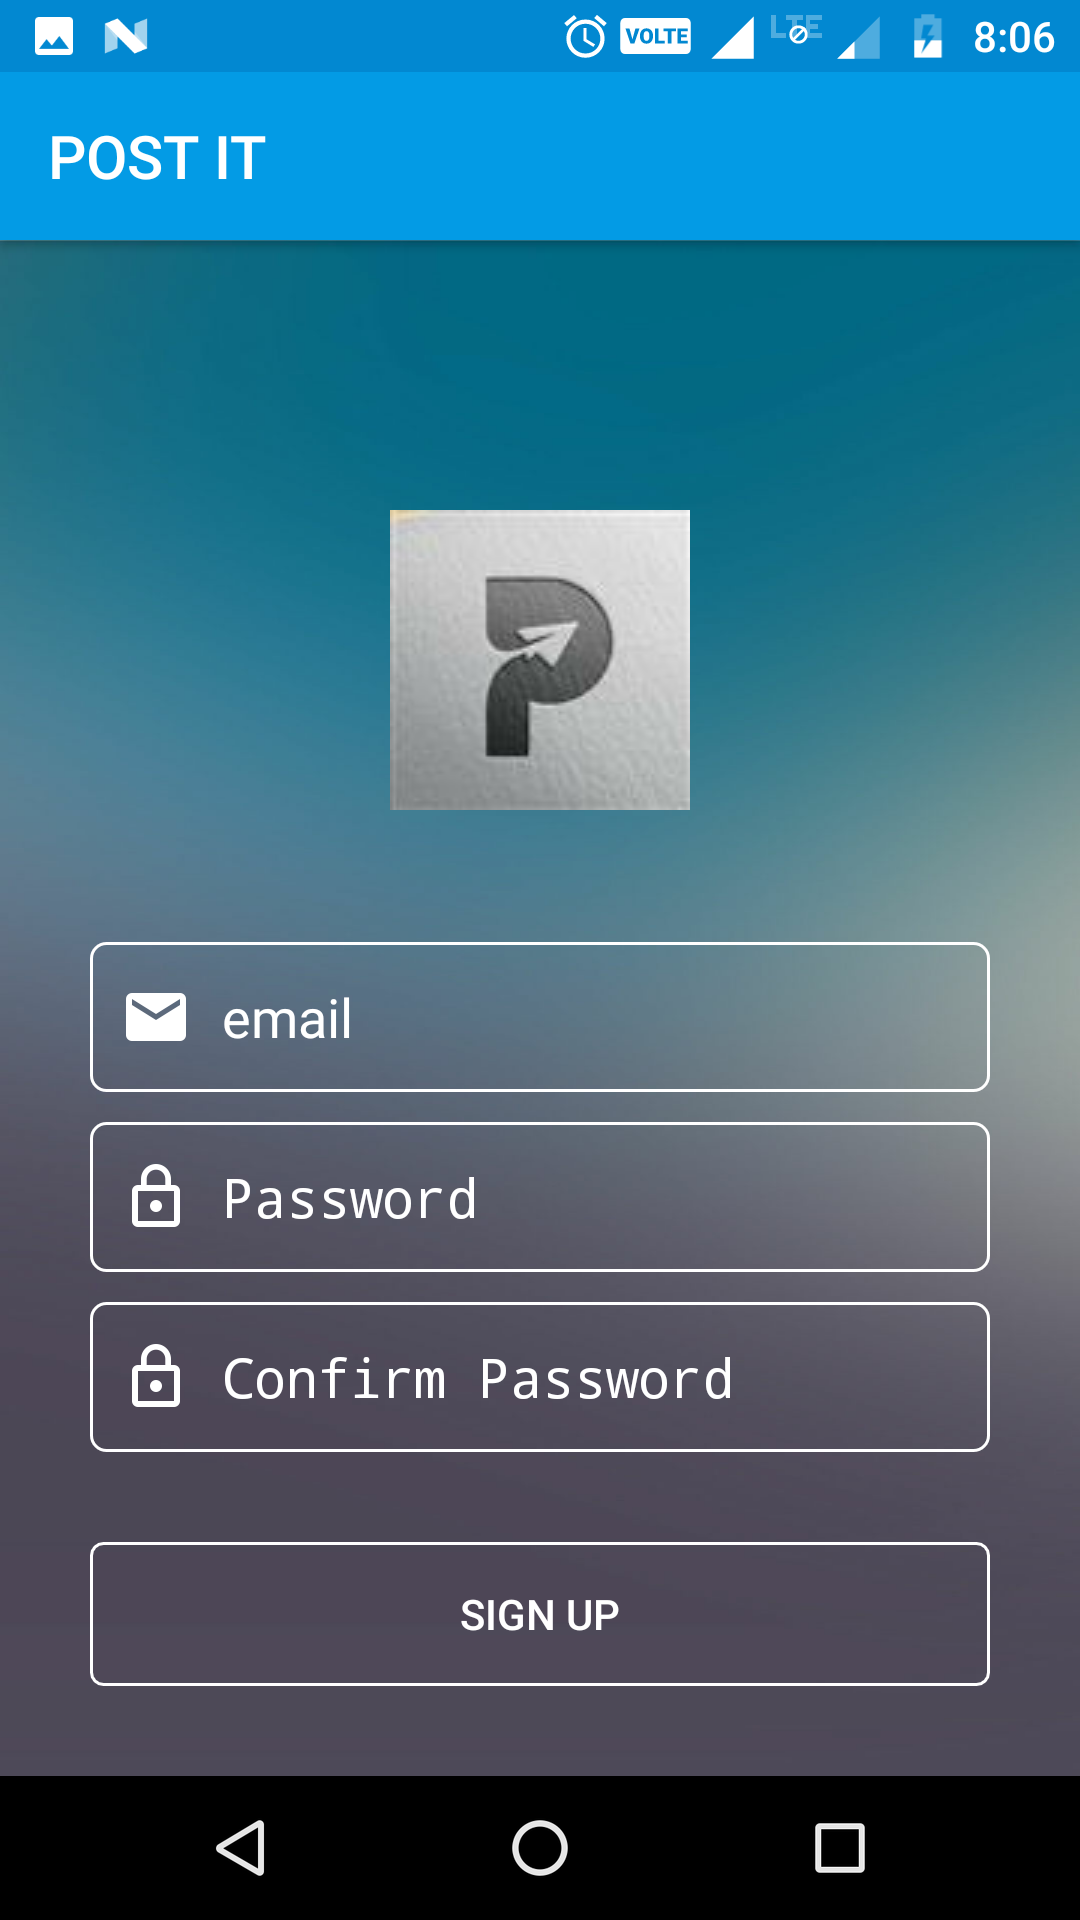 VOLTE LTE 8:06
POST IT
P
email
Password
Confirm Password
SIGN UP